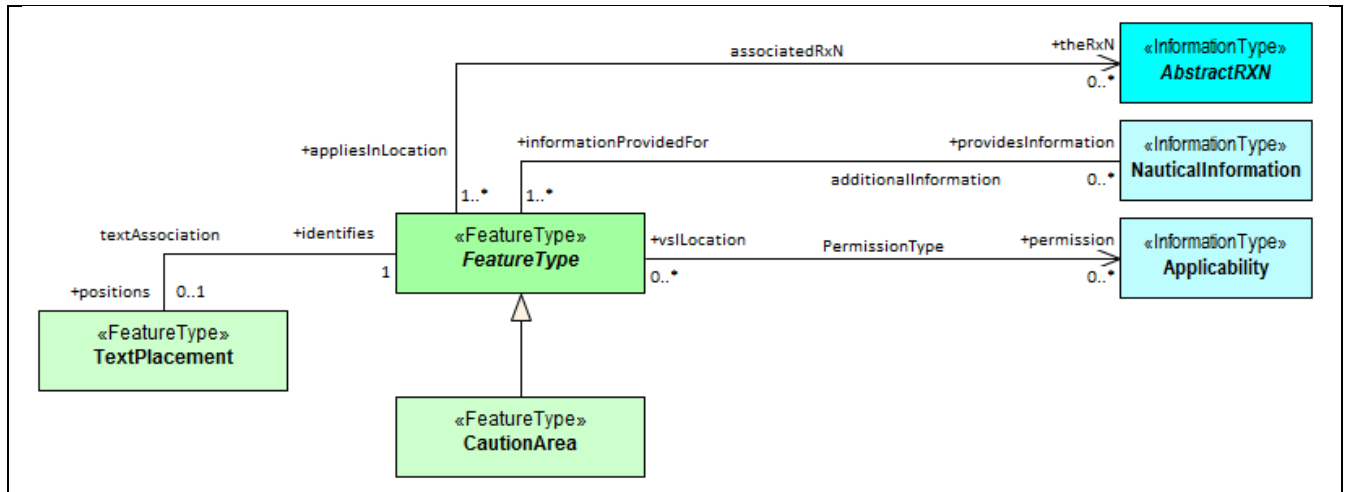 associatedRxN
+theRxN
0..*
«InformationType»
AbstractRXN
+appliesInLocation
1..*
+informationProvidedFor
1..*
additionalInformation
+providesInformation
0..*
«InformationType»
NauticalInformation
textAssociation
+identifies
1
+positions
0..1
«FeatureType»
FeatureType
+vslLocation
0..*
PermissionType
+permission
0..*
«InformationType»
Applicability
«FeatureType»
TextPlacement
«FeatureType»
CautionArea